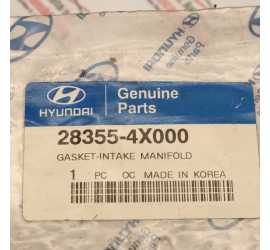 HYUNDAI
Genuine
Parts
28355-4X000
GASKET-INTAKE MANIFOLD
1 PC OC MADE IN KOREA